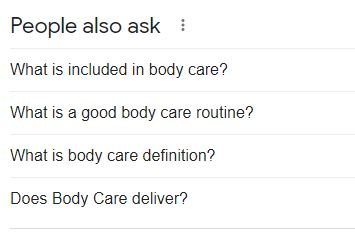 People also ask
What is included in body care?
What is a good body care routine?
What is body care definition?
Does Body Care deliver?